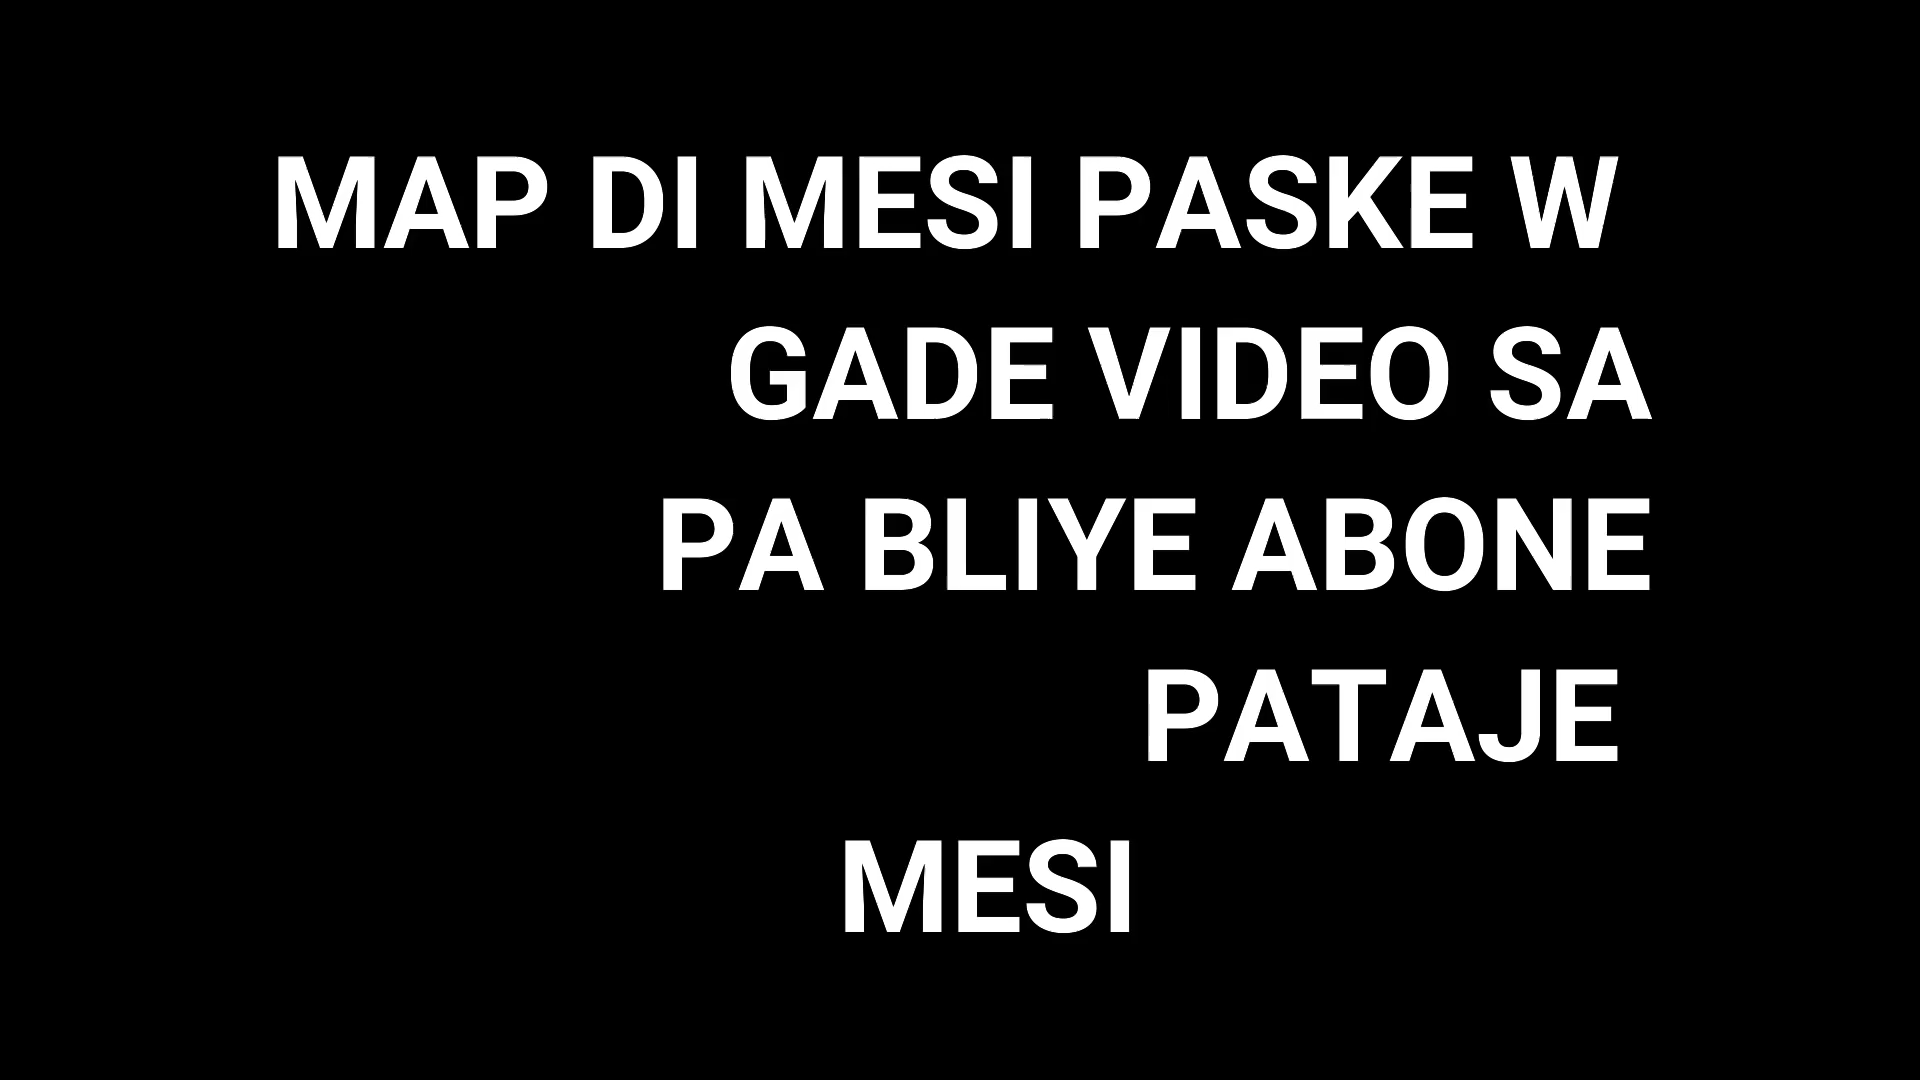 MAP DI MESI PASKE W
GADE VIDEO SA
PA BLIYE ABONE
PATAJE
MESI